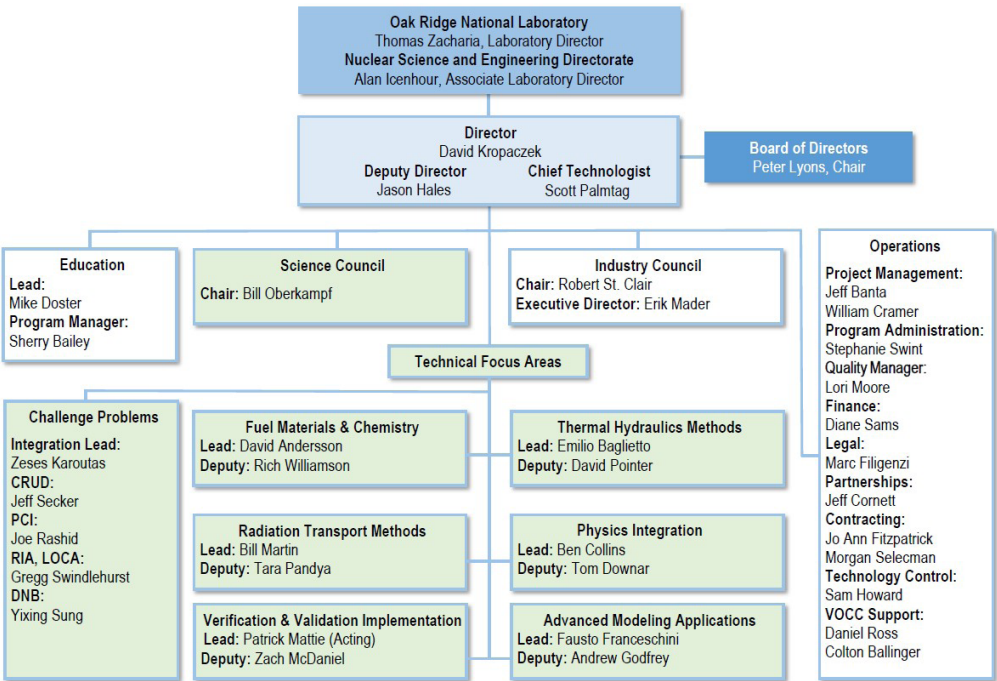 Oak Ridge National Laboratory
Thomas Zacharia, Laboratory Director
Nuclear Science and Engineering Directorate
Alan Icenhour, Associate Laboratory Director
Director
David Kropaczek
Deputy Director
Jason Hales
Chief Technologist
Scott Palmtag
Board of Directors
Peter Lyons, Chair
Education
Lead:
Mike Doster
Program Manager:
Sherry Bailey
Science Council
Chair: Bill Oberkampf
Industry Council
Chair: Robert St. Clair
Executive Director: Erik Mader
Operations
Project Management:
Jeff Banta
William Cramer
Program Administration:
Stephanie Swint
Quality Manager:
Lori Moore
Finance:
Diane Sams
Legal:
Marc Filigenzi
Partnerships:
Jeff Cornett
Contracting:
Jo Ann Fitzpatrick
Morgan Selecman
Technology Control:
Sam Howard
VOCC Support:
Daniel Ross
Colton Ballinger
Technical Focus Areas
Challenge Problems
Integration Lead:
Zeses Karoutas
CRUD:
Jeff Secker
PCI:
Joe Rashid
RIA, LOCA:
Gregg Swindlehurst
DNB:
Yixing Sung
Fuel Materials & Chemistry
Lead: David Andersson
Deputy: Rich Williamson
Thermal Hydraulics Methods
Lead: Emilio Baglietto
Deputy: David Pointer
Radiation Transport Methods
Lead: Bill Martin
Deputy: Tara Pandya
Physics Integration
Lead: Ben Collins
Deputy: Tom Downar
Verification & Validation Implementation
Lead: Patrick Mattie (Acting)
Deputy: Zach McDaniel
Advanced Modeling Applications
Lead: Fausto Franceschini
Deputy: Andrew Godfrey